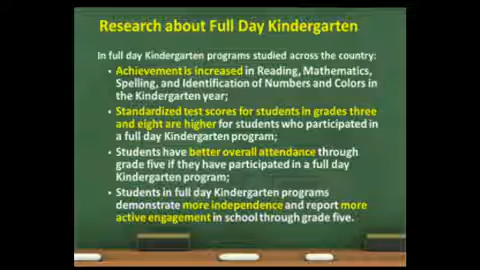 Research about Full Day Kindergarten
In full day Kindergarten programs studied across the country:
• Achievement is increased in Reading, Mathematics,
Spelling, and Identification of Numbers and Colors in
the Kindergarten year;
• Standardized test scores for students in grades three
and eight are higher for students who participated in
a full day Kindergarten program;
• Students have better overall attendance through
grade five if they have participated in a full day
Kindergarten program;
• Students in full day Kindergarten programs
demonstrate more independence and report more
active engagement in school through grade five.